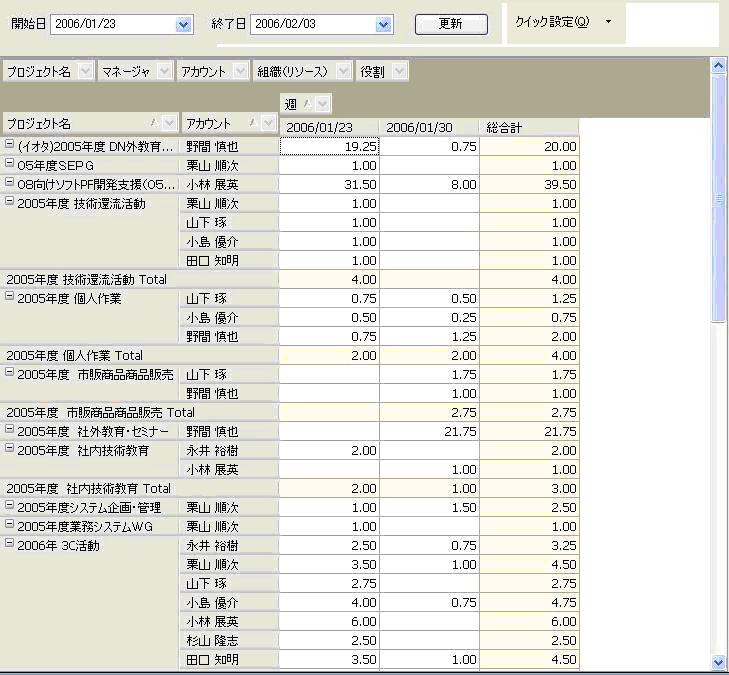 開始日 2006/01/23 終了日 2006/02/03 更新 クイック設定(Q)
プロジェクト名 マネージャ アカウント 組織(リソース) 役割
週
プロジェクト名 アカウント 2006/01/23 2006/01/30 総合計
(イオタ)2005年度 DN外教育... 野間 慎也 19.25 0.75 20.00
05年度SEPG 栗山 順次 1.00 1.00
08向けソフトPF開発支援(05... 小林 展英 31.50 8.00 39.50
2005年度 技術還流活動 栗山 順次 1.00 1.00
山下 琢 1.00 1.00
小島 優介 1.00 1.00
田口 知明 1.00 1.00
2005年度 技術還流活動 Total 4.00 4.00
2005年度 個人作業 山下 琢 0.75 0.50 1.25
小島 優介 0.50 0.25 0.75
野間 慎也 0.75 1.25 2.00
2005年度 個人作業 Total 2.00 2.00 4.00
2005年度 市販商品商品販売 山下 琢 1.75 1.75
野間 慎也 1.00 1.00
2005年度 市販商品商品販売 Total 2.75 2.75
2005年度 社外教育・セミナー 野間 慎也 21.75 21.75
2005年度 社内技術教育 永井 裕樹 2.00 2.00
小林 展英 1.00 1.00
2005年度 社内技術教育 Total 2.00 1.00 3.00
2005年度システム企画・管理 栗山 順次 1.00 1.50 2.50
2005年度業務システムWG 栗山 順次 1.00 1.00
2006年 3C活動 永井 裕樹 2.50 0.75 3.25
栗山 順次 3.50 1.00 4.50
山下 琢 2.75 2.75
小島 優介 4.00 0.75 4.75
小林 展英 6.00 6.00
杉山 隆志 2.50 2.50
田口 知明 3.50 1.00 4.50